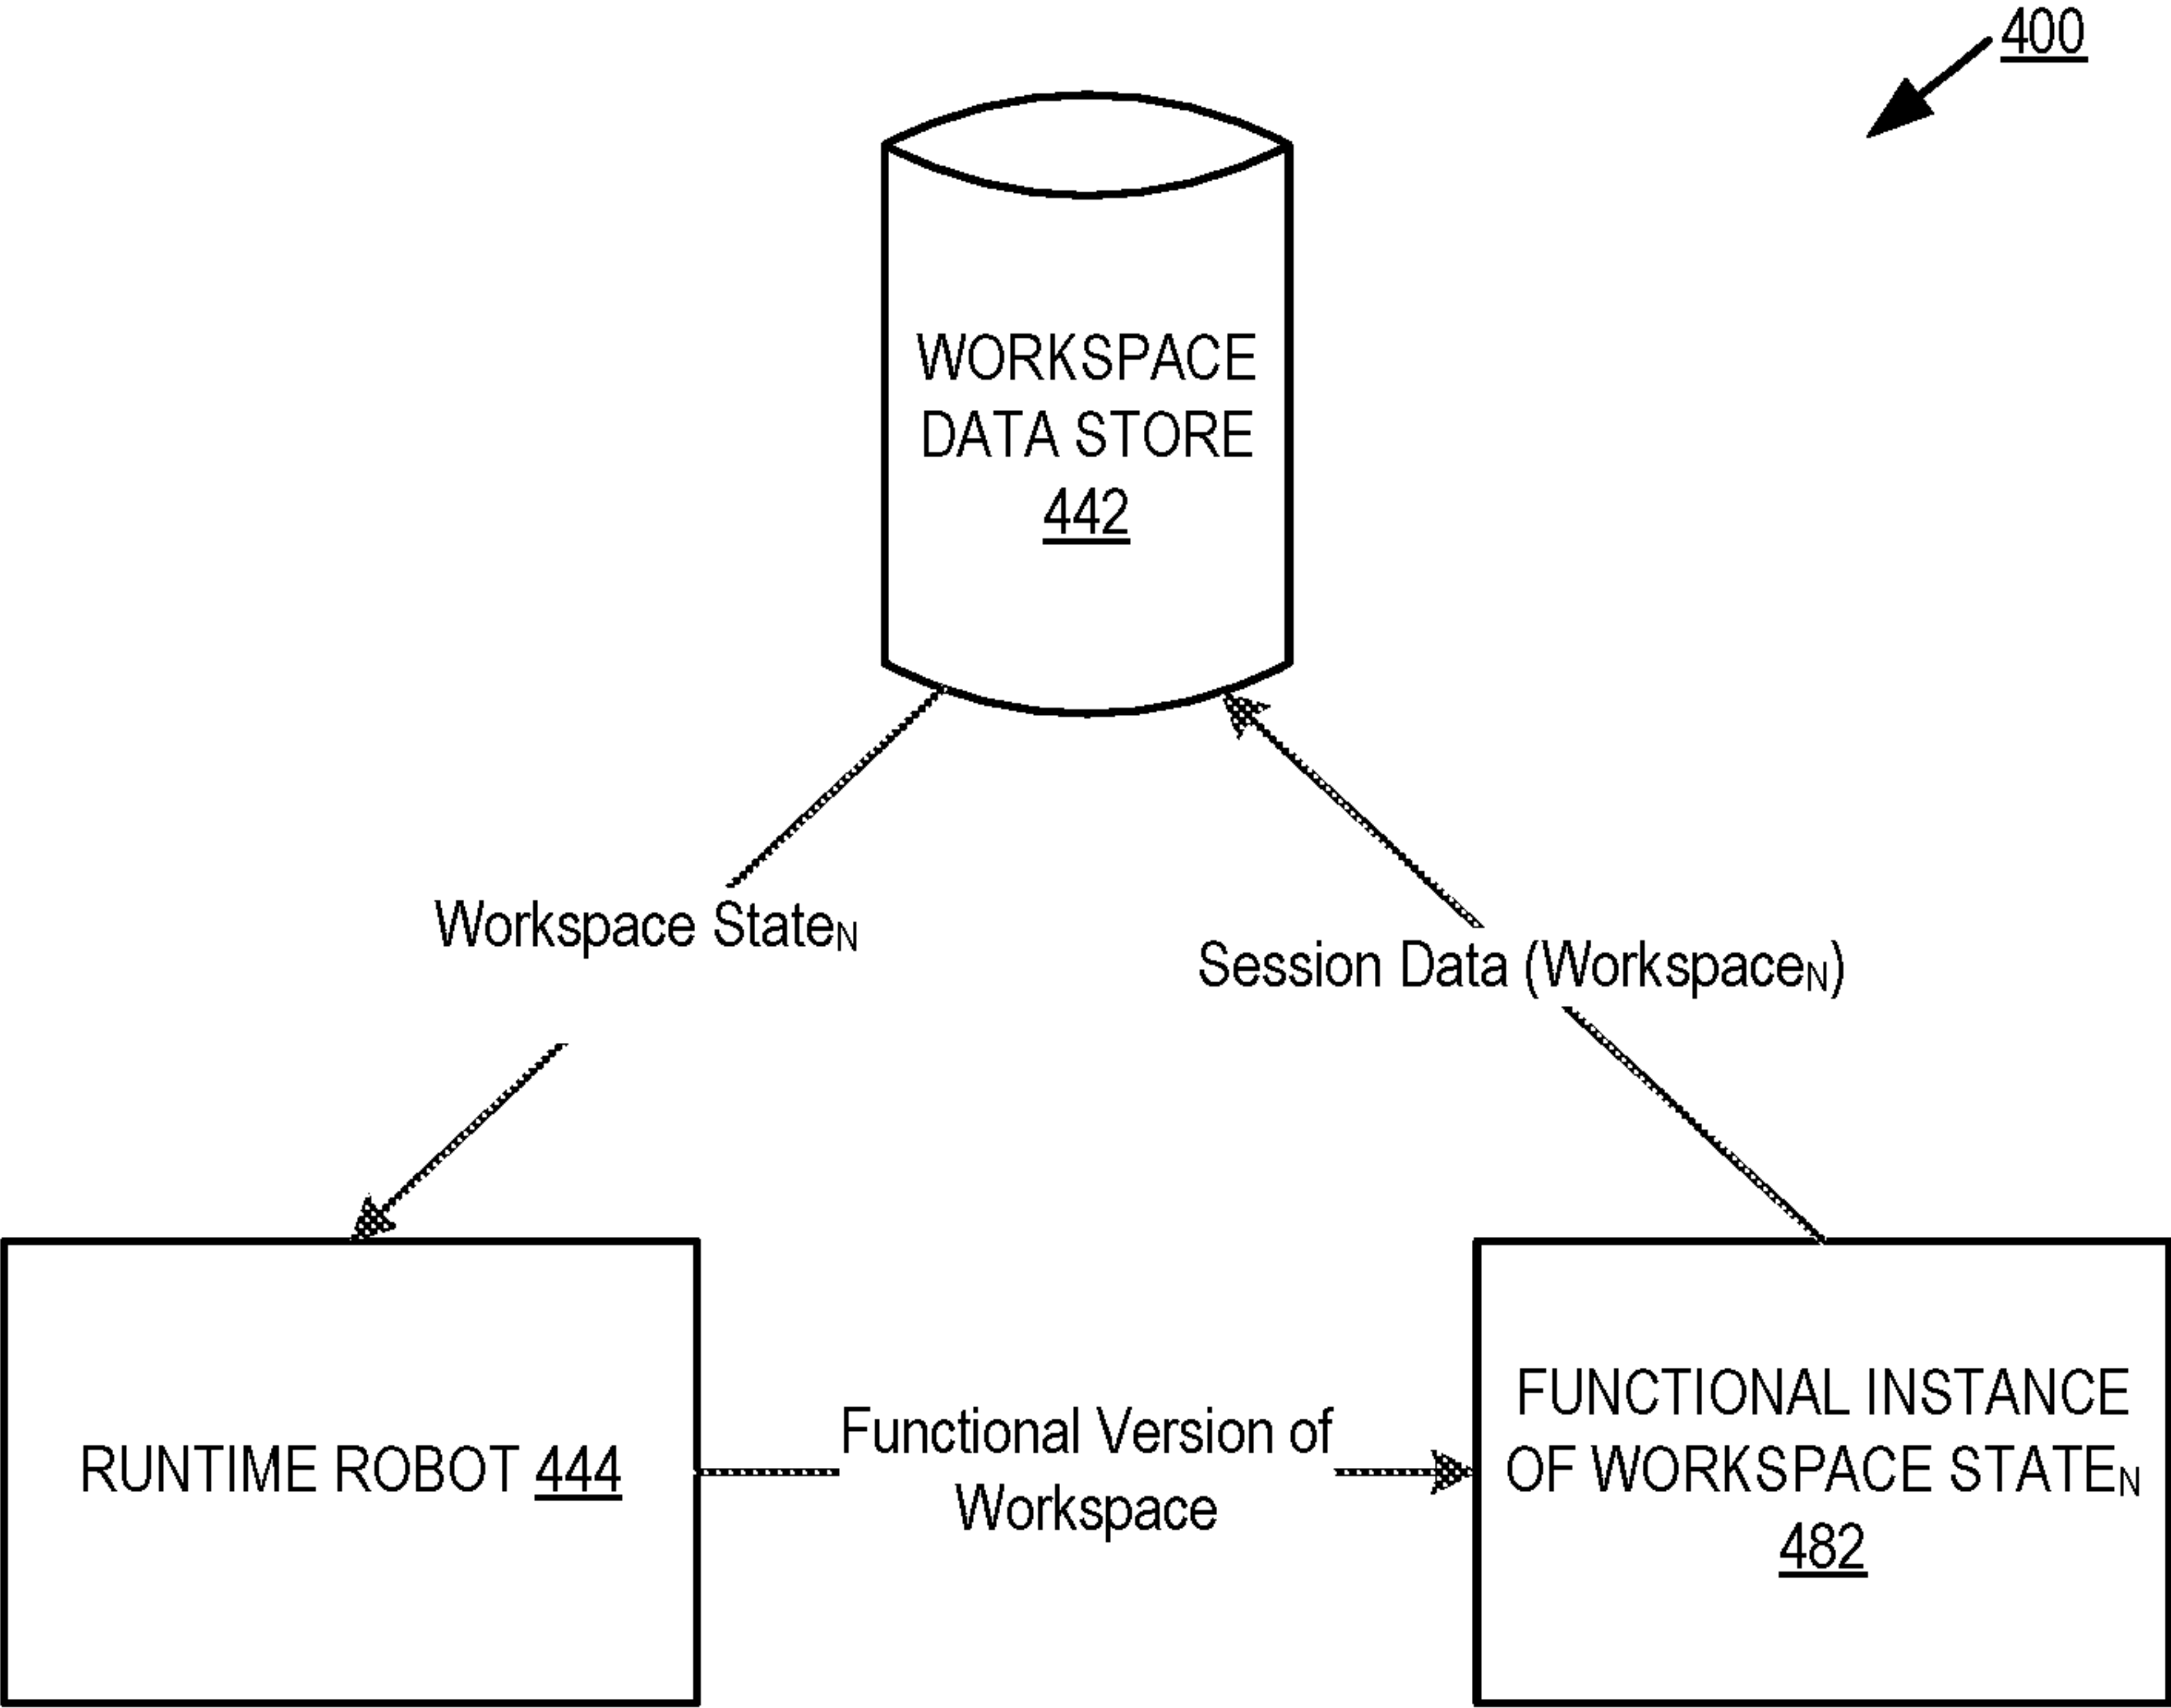 400
WORKSPACE
DATA STORE
442
Workspace StateN
Session Data (WorkspaceN)
RUNTIME ROBOT 444
Functional Version of
Workspace
FUNCTIONAL INSTANCE
OF WORKSPACE STATEN
482